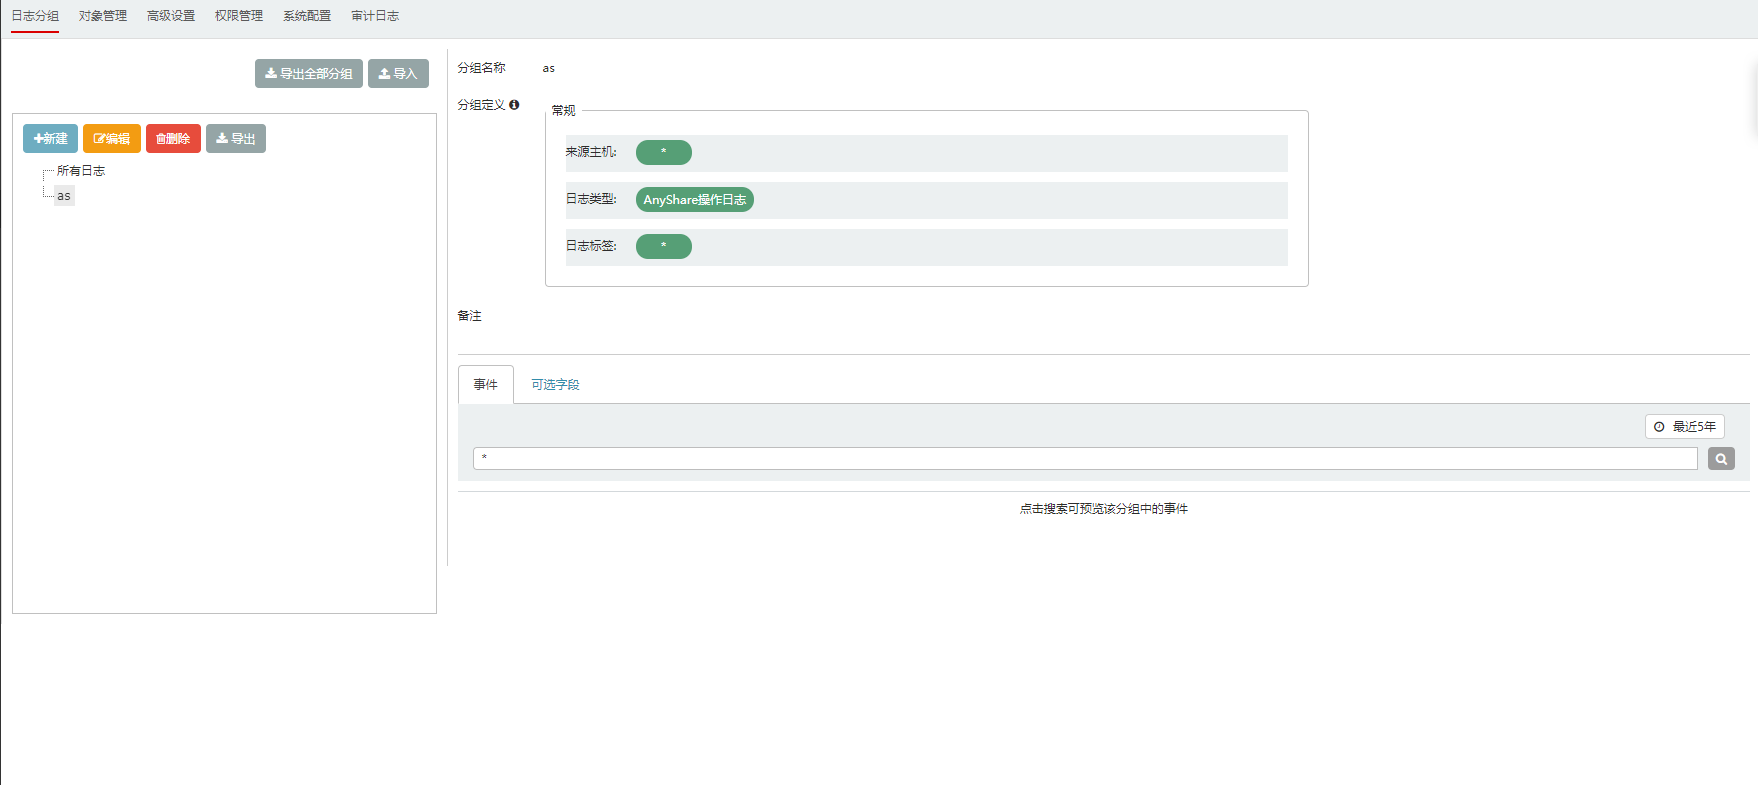 日志分组 对象管理 高级设置 权限管理 系统配置 审计日志
导出全部分组 导入
新建 编辑 删除 导出
所有日志
as
分组名称 as
分组定义
常规
来源主机: *
日志类型: AnyShare操作日志
日志标签: *
备注
事件 可选字段
最近5年
*
点击搜索可预览该分组中的事件